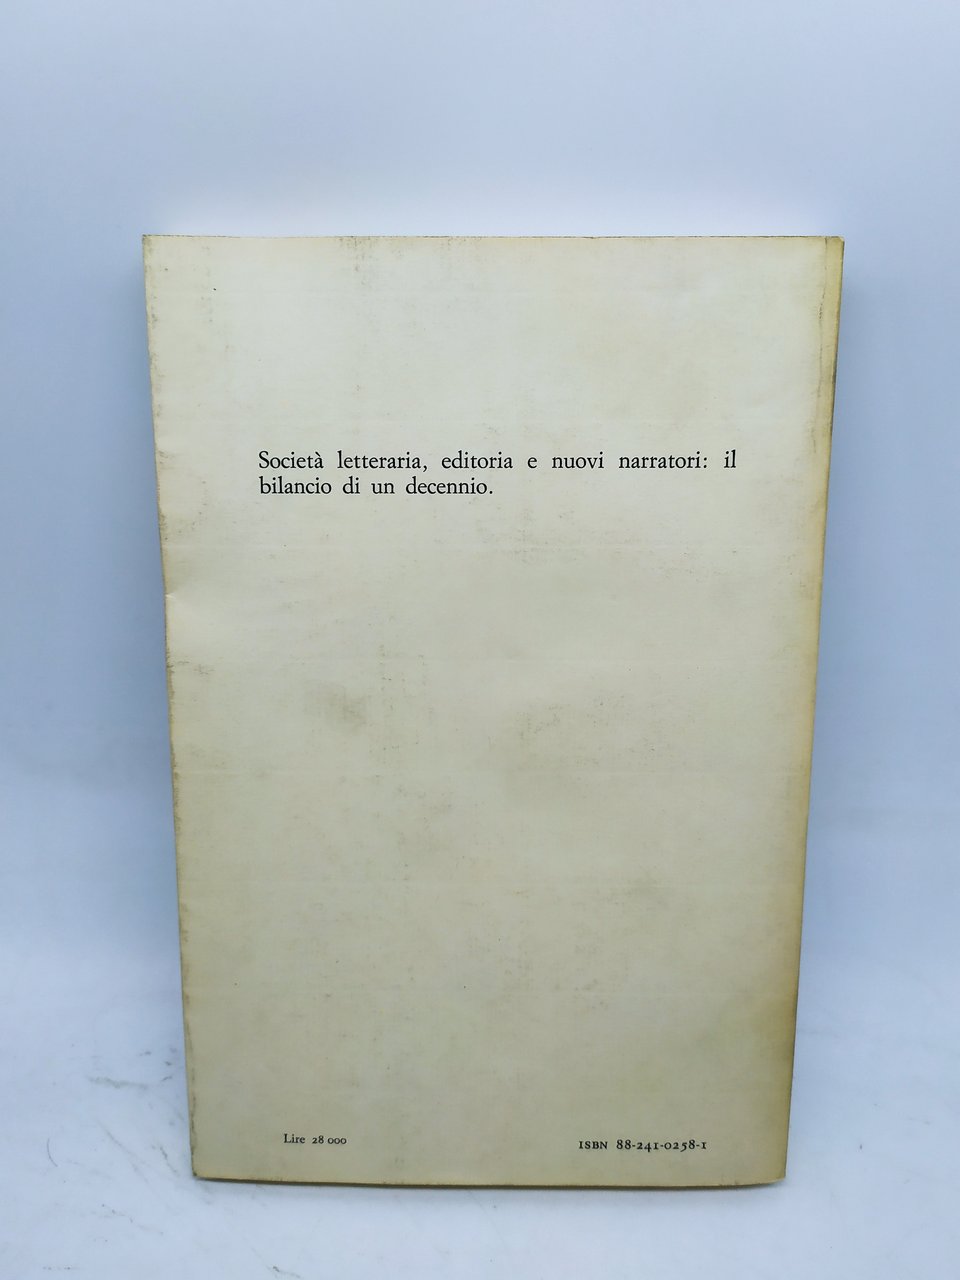 Società letteraria, editoria e nuovi narratori: il
bilancio di un decennio.
Lire 28 000
ISBN 88-241-0258-1